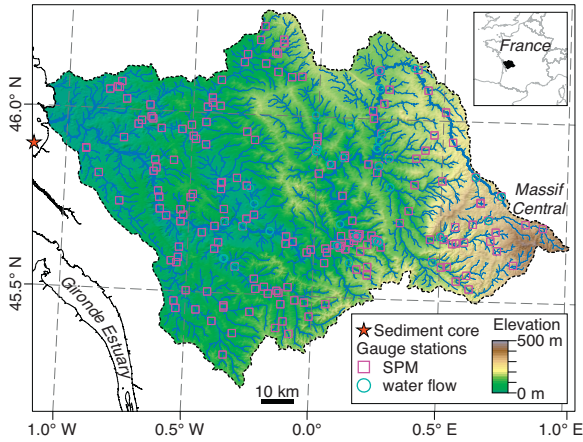 France
46.0° N
45.5° N
Massif
Central
Gironde Estuary
Sediment core
Gauge stations
SPM
water flow
Elevation
500 m
0 m
10 km
1.0° W
0.5° W
0.0°
0.5° E
1.0° E